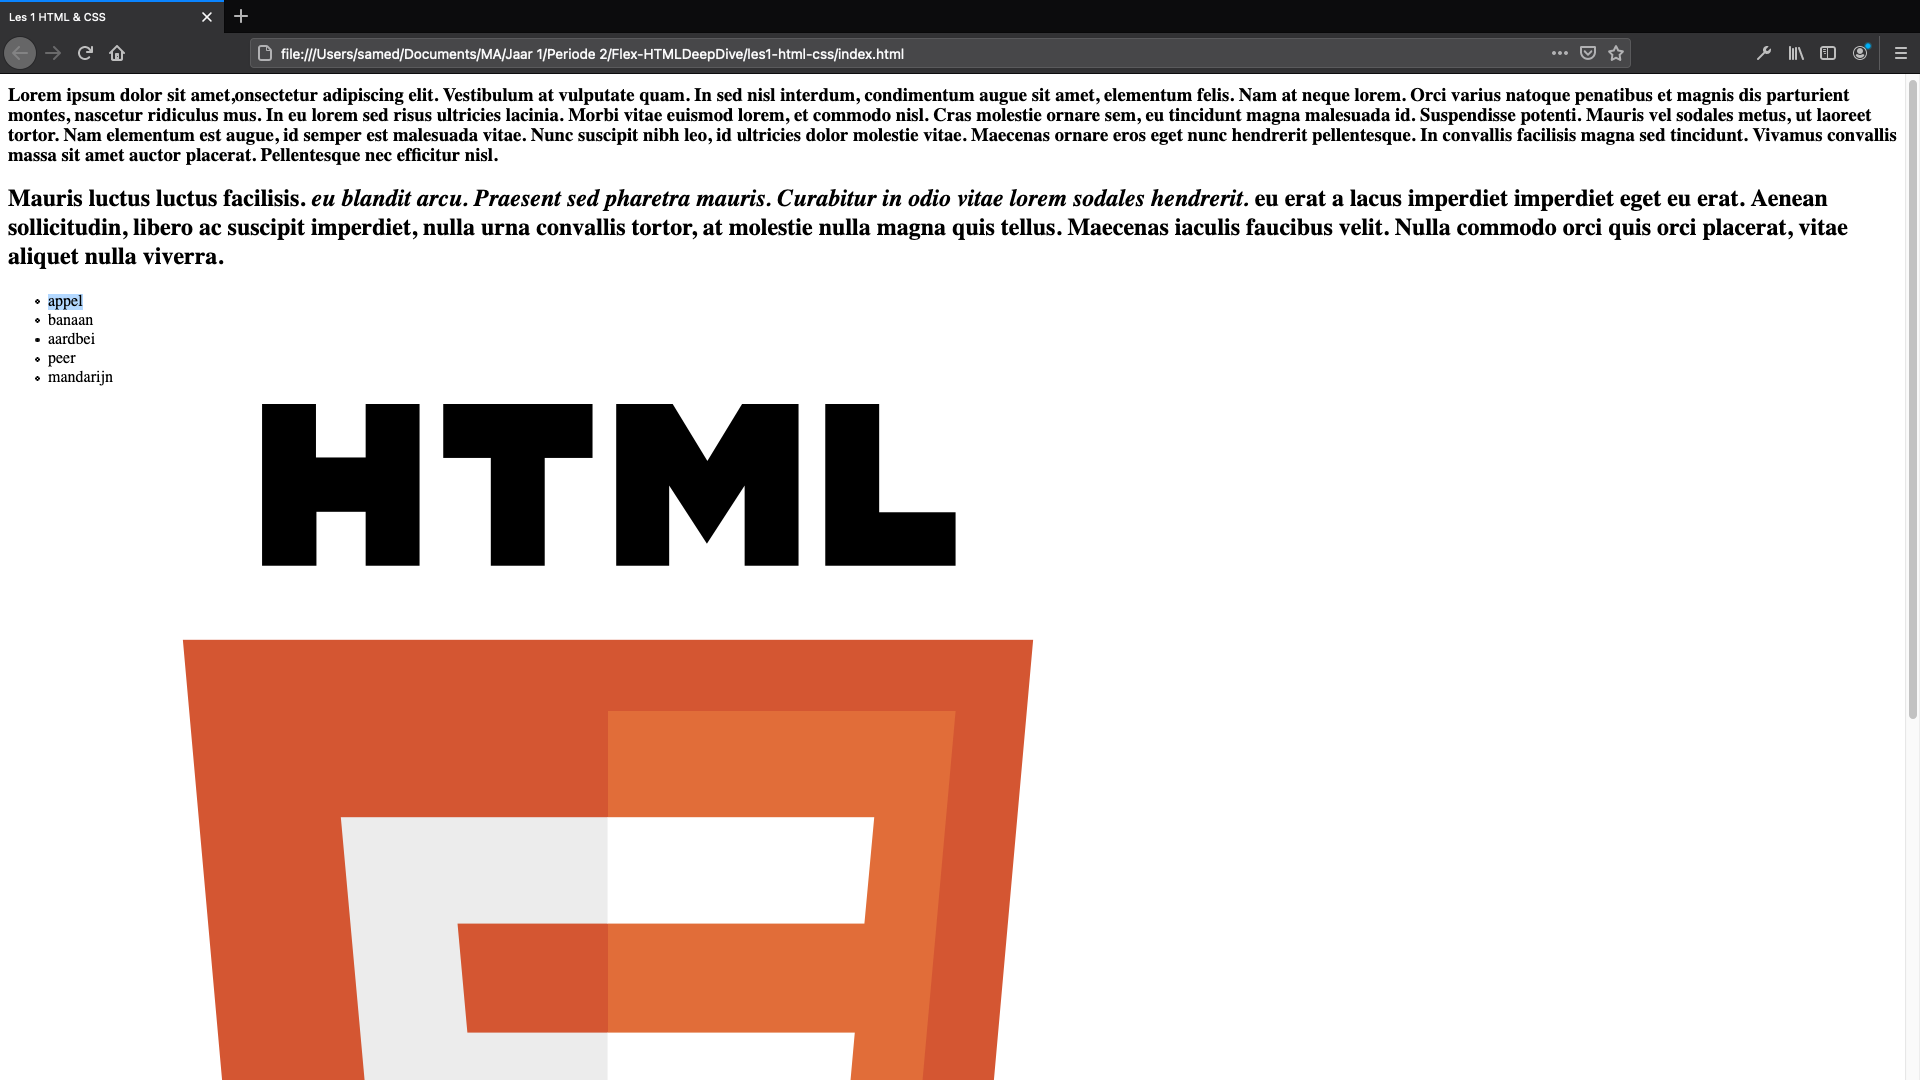 Les 1 HTML & CSS
file:///Users/samed/Documents/MA/Jaar 1/Periode 2/Flex-HTMLDeepDive/les1-html-css/index.html
Lorem ipsum dolor sit amet,onsectetur adipiscing elit. Vestibulum at vulputate quam. In sed nisl interdum, condimentum augue sit amet, elementum felis. Nam at neque lorem. Orci varius natoque penatibus et magnis dis parturient
montes, nascetur ridiculus mus. In eu lorem sed risus ultricies lacinia. Morbi vitae euismod lorem, et commodo nisl. Cras molestie ornare sem, eu tincidunt magna malesuada id. Suspendisse potenti. Mauris vel sodales metus, ut laoreet
tortor. Nam elementum est augue, id semper est malesuada vitae. Nunc suscipit nibh leo, id ultricies dolor molestie vitae. Maecenas ornare eros eget nunc hendrerit pellentesque. In convallis facilisis magna sed tincidunt. Vivamus convallis
massa sit amet auctor placerat. Pellentesque nec efficitur nisl.
Mauris luctus luctus facilisis. eu blandit arcu. Praesent sed pharetra mauris. Curabitur in odio vitae lorem sodales hendrerit. eu erat a lacus imperdiet imperdiet eget eu erat. Aenean
sollicitudin, libero ac suscipit imperdiet, nulla urna convallis tortor, at molestie nulla magna quis tellus. Maecenas iaculis faucibus velit. Nulla commodo orci quis orci placerat, vitae
aliquet nulla viverra.
appel
banaan
aardbei
peer
mandarijn
HTML